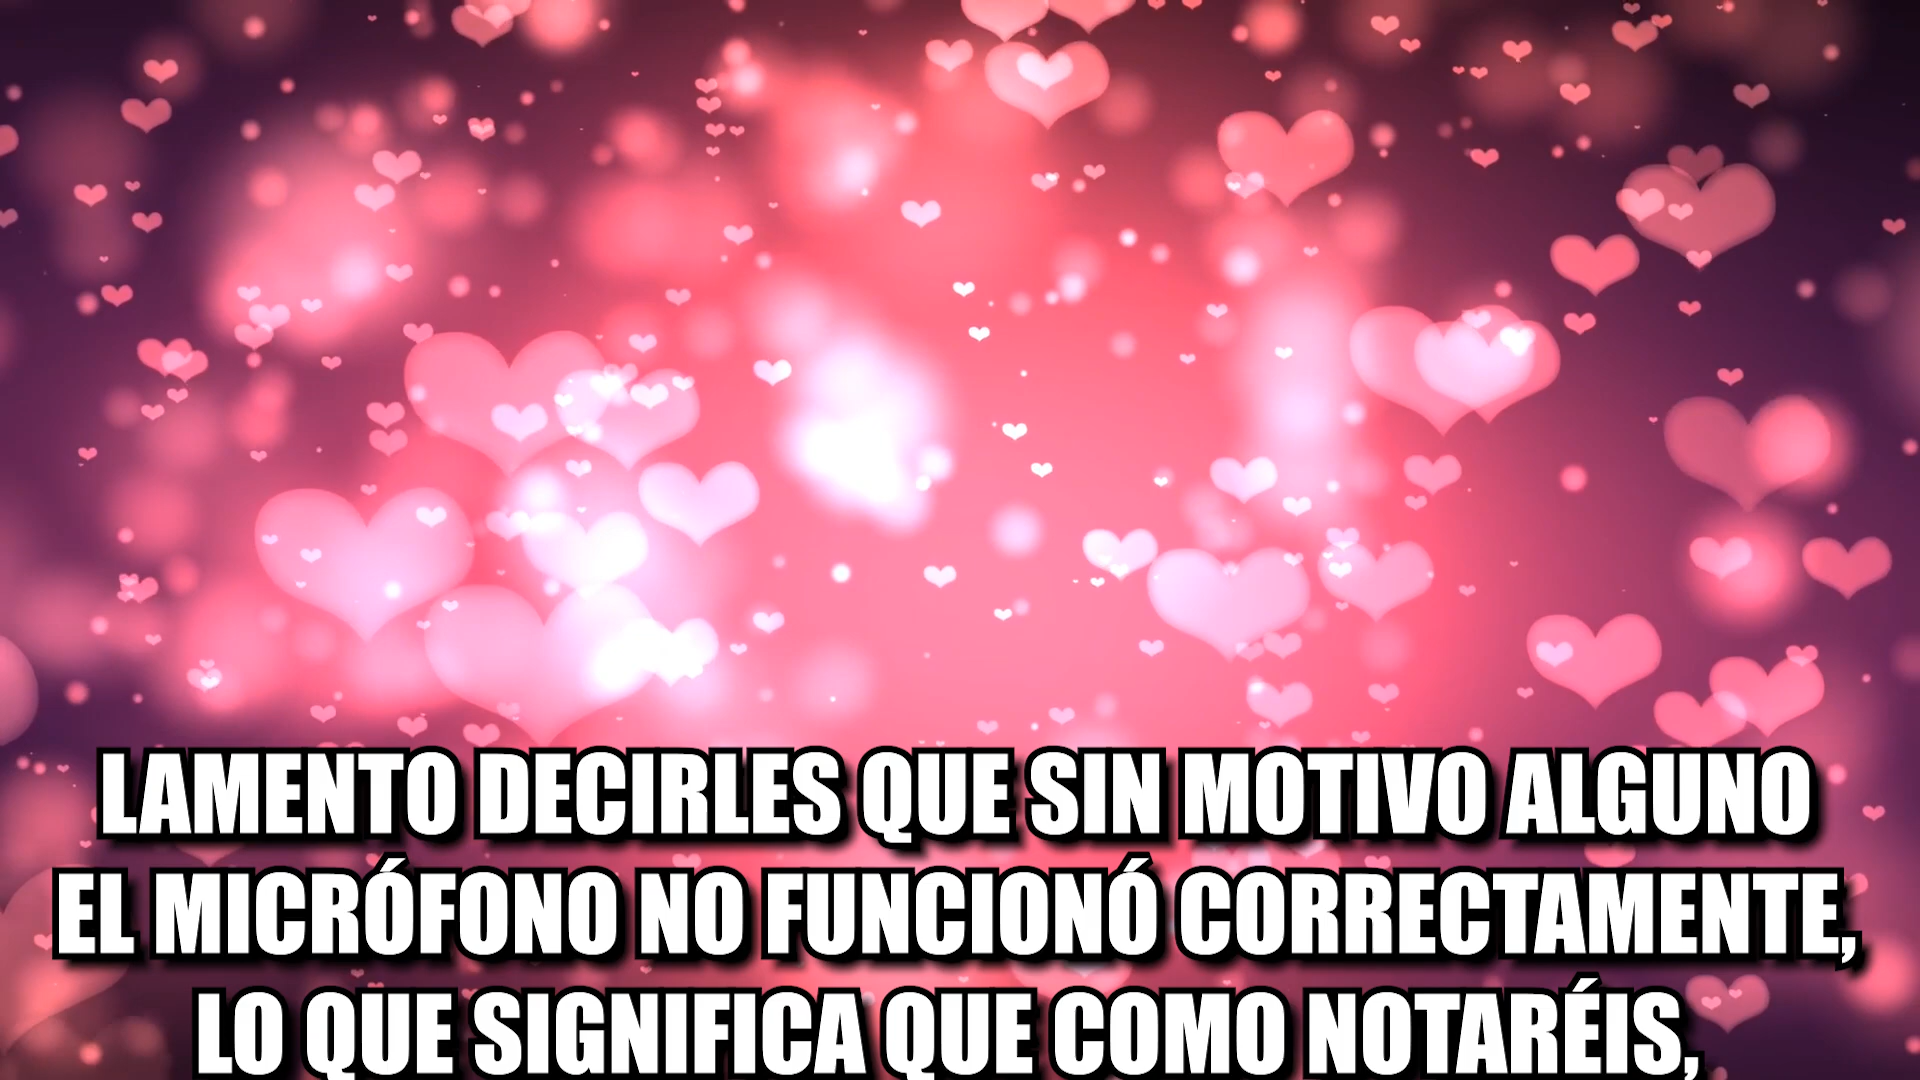 LAMENTO DECIRLES QUE SIN MOTIVO ALGUNO
EL MICRÓFONO NO FUNCIONÓ CORRECTAMENTE,
LO QUE SIGNIFICA QUE COMO NOTARÉIS,